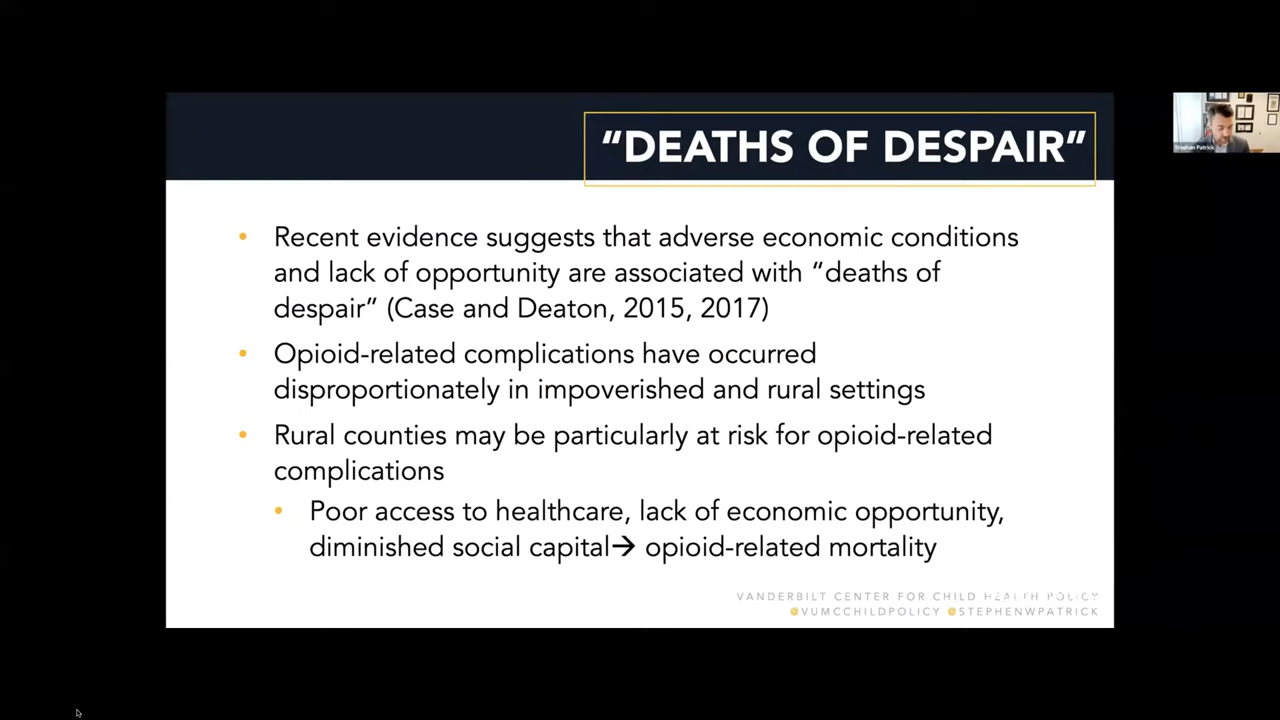 “DEATHS OF DESPAIR”
Stephen Patrick
• Recent evidence suggests that adverse economic conditions
and lack of opportunity are associated with “deaths of
despair” (Case and Deaton, 2015, 2017)
• Opioid-related complications have occurred
disproportionately in impoverished and rural settings
• Rural counties may be particularly at risk for opioid-related
complications
• Poor access to healthcare, lack of economic opportunity,
diminished social capital→ opioid-related mortality
VANDERBILT CENTER FOR CHILD HEALTH POLICY
@VUMCCHILDPOLICY @STEPHENWPATRICK